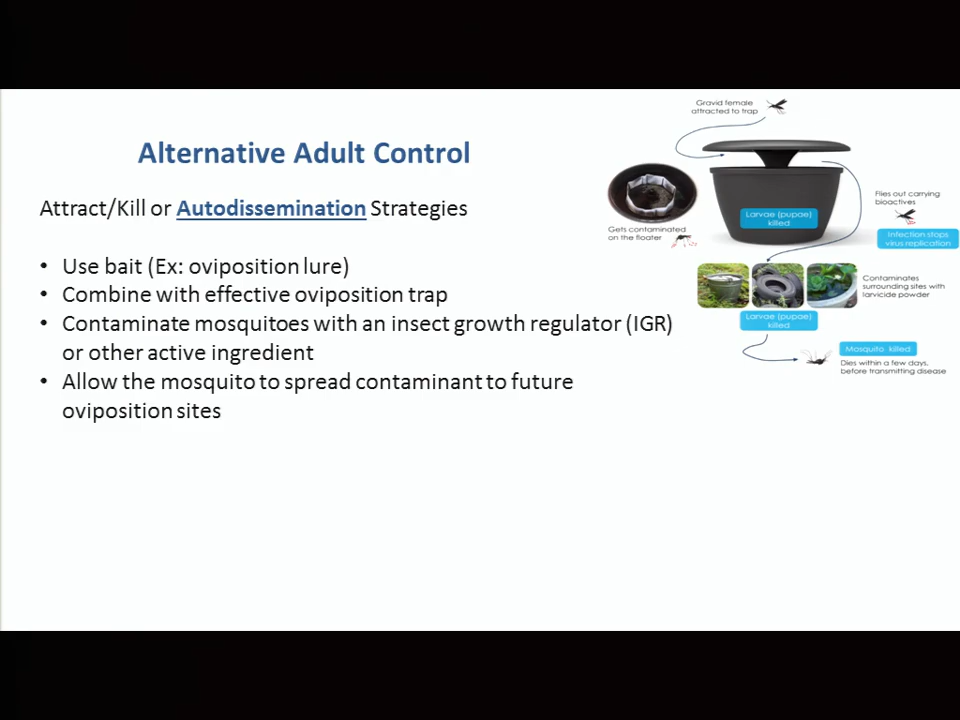 Alternative Adult Control
Attract/Kill or Autodissemination Strategies
• Use bait (Ex: oviposition lure)
• Combine with effective oviposition trap
• Contaminate mosquitoes with an insect growth regulator (IGR)
or other active ingredient
• Allow the mosquito to spread contaminant to future
oviposition sites
Gravid female
attracted to trap
Gets contaminated
on the floater
Larvae (pupae)
killed
Flies out carrying
bioactives
Infection stops
virus replication
Contaminates
surrounding sites with
larvicide powder
Larvae (pupae)
killed
Mosquito killed
Dies within a few days,
before transmitting disease